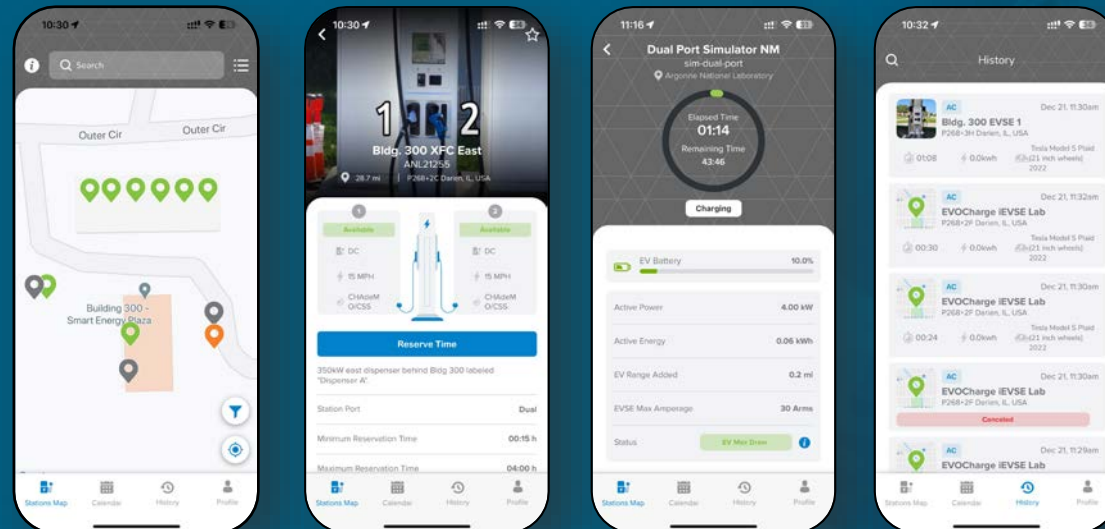 10:30
Search
Outer Cir
Outer Cir
Building 300 -
Smart Energy Plaza
Stations Map
Calendar
History
Profile
10:30
1 2
Bldg. 300 XFC East
ANL21255
28.7 mi | P268+2C Darien, IL, USA
1
2
Available
Available
DC
DC
15 MPH
15 MPH
CHAdeM
O/CSS
CHAdeM
O/CSS
Reserve Time
350kW east dispenser behind Bldg 300 labeled
"Dispenser A"
Station Port Dual
Minimum Reservation Time 00:15 h
Maximum Reservation Time 04:00 h
Stations Map
Calendar
History
Profile
11:16
Dual Port Simulator NM
sim-dual-port
Argonne National Laboratory
Elapsed Time
01:14
Remaining Time
43:46
Charging
EV Battery 10.0%
Active Power 4.00 kW
Active Energy 0.06 kWh
EV Range Added 0.2 mi
EVSE Max Amperage 30 Arms
Status EV Max Draw
Stations Map
Calendar
History
Profile
10:32
History
AC Dec 21, 11:30am
Bldg. 300 EVSE 1
P268+3H Darien, IL, USA
01:08 0.0kwh Tesla Model S Plaid
(21 inch wheels)
2022
AC Dec 21, 11:32am
EVOCharge iEVSE Lab
P268+2F Darien, IL, USA
00:30 0.0kwh Tesla Model S Plaid
(21 inch wheels)
2022
AC Dec 21, 11:30am
EVOCharge iEVSE Lab
P268+2F Darien, IL, USA
00:24 0.0kwh Tesla Model S Plaid
(21 inch wheels)
2022
AC Dec 21, 11:30am
EVOCharge iEVSE Lab
P268+2F Darien, IL, USA
Canceled
AC Dec 21, 11:29am
EVOCharge iEVSE Lab
Stations Map
Calendar
History
Profile